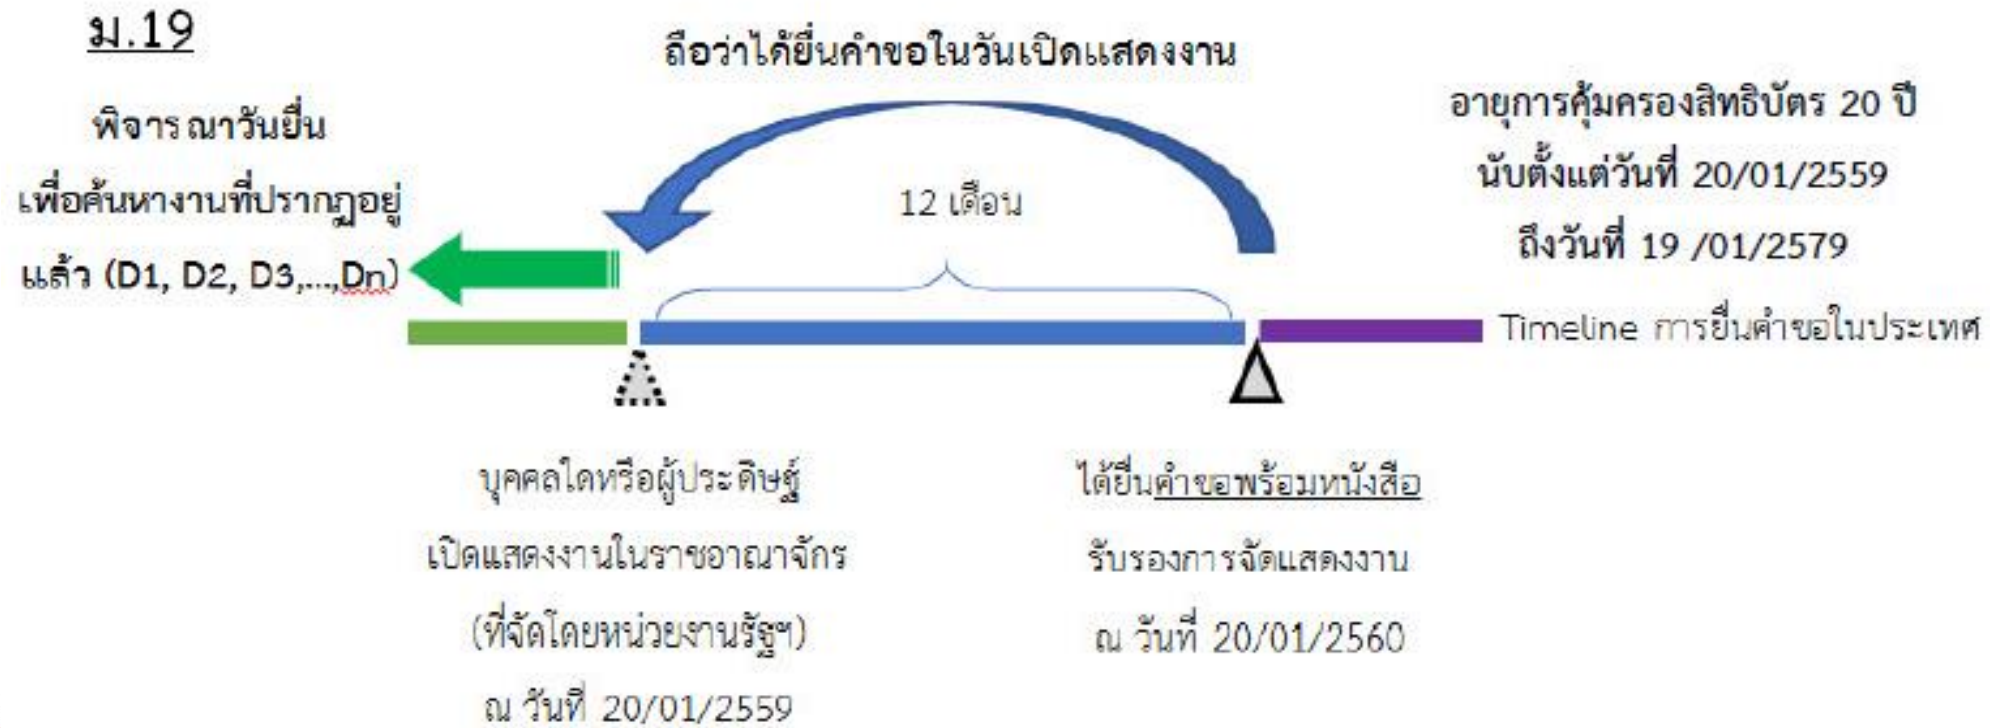 ม.19
พิจารณาวันยื่น
เพื่อค้นหางานที่ปรากฏอยู่
แล้ว (D1, D2, D3,...,Dn)
ถือว่าได้ยื่นคำขอในวันเปิดแสดงงาน
12 เดือน
อายุการคุ้มครองสิทธิบัตร 20 ปี
นับตั้งแต่วันที่ 20/01/2559
ถึงวันที่ 19 /01/2579
Timeline การยื่นคำขอในประเทศ
บุคคลใดหรือผู้ประดิษฐ์
เปิดแสดงงานในราชอาณาจักร
(ที่จัดโดยหน่วยงานรัฐฯ)
ณ วันที่ 20/01/2559
ได้ยื่นคำขอพร้อมหนังสือ
รับรองการจัดแสดงงาน
ณ วันที่ 20/01/2560